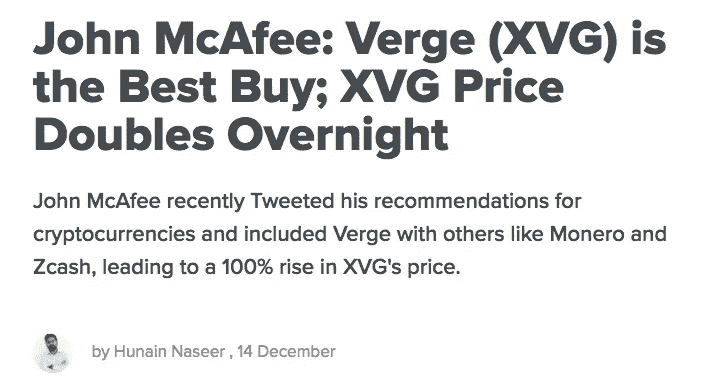 John McAfee: Verge (XVG) is
the Best Buy; XVG Price
Doubles Overnight
John McAfee recently Tweeted his recommendations for
cryptocurrencies and included Verge with others like Monero and
Zcash, leading to a 100% rise in XVG's price.
by Hunain Naseer , 14 December